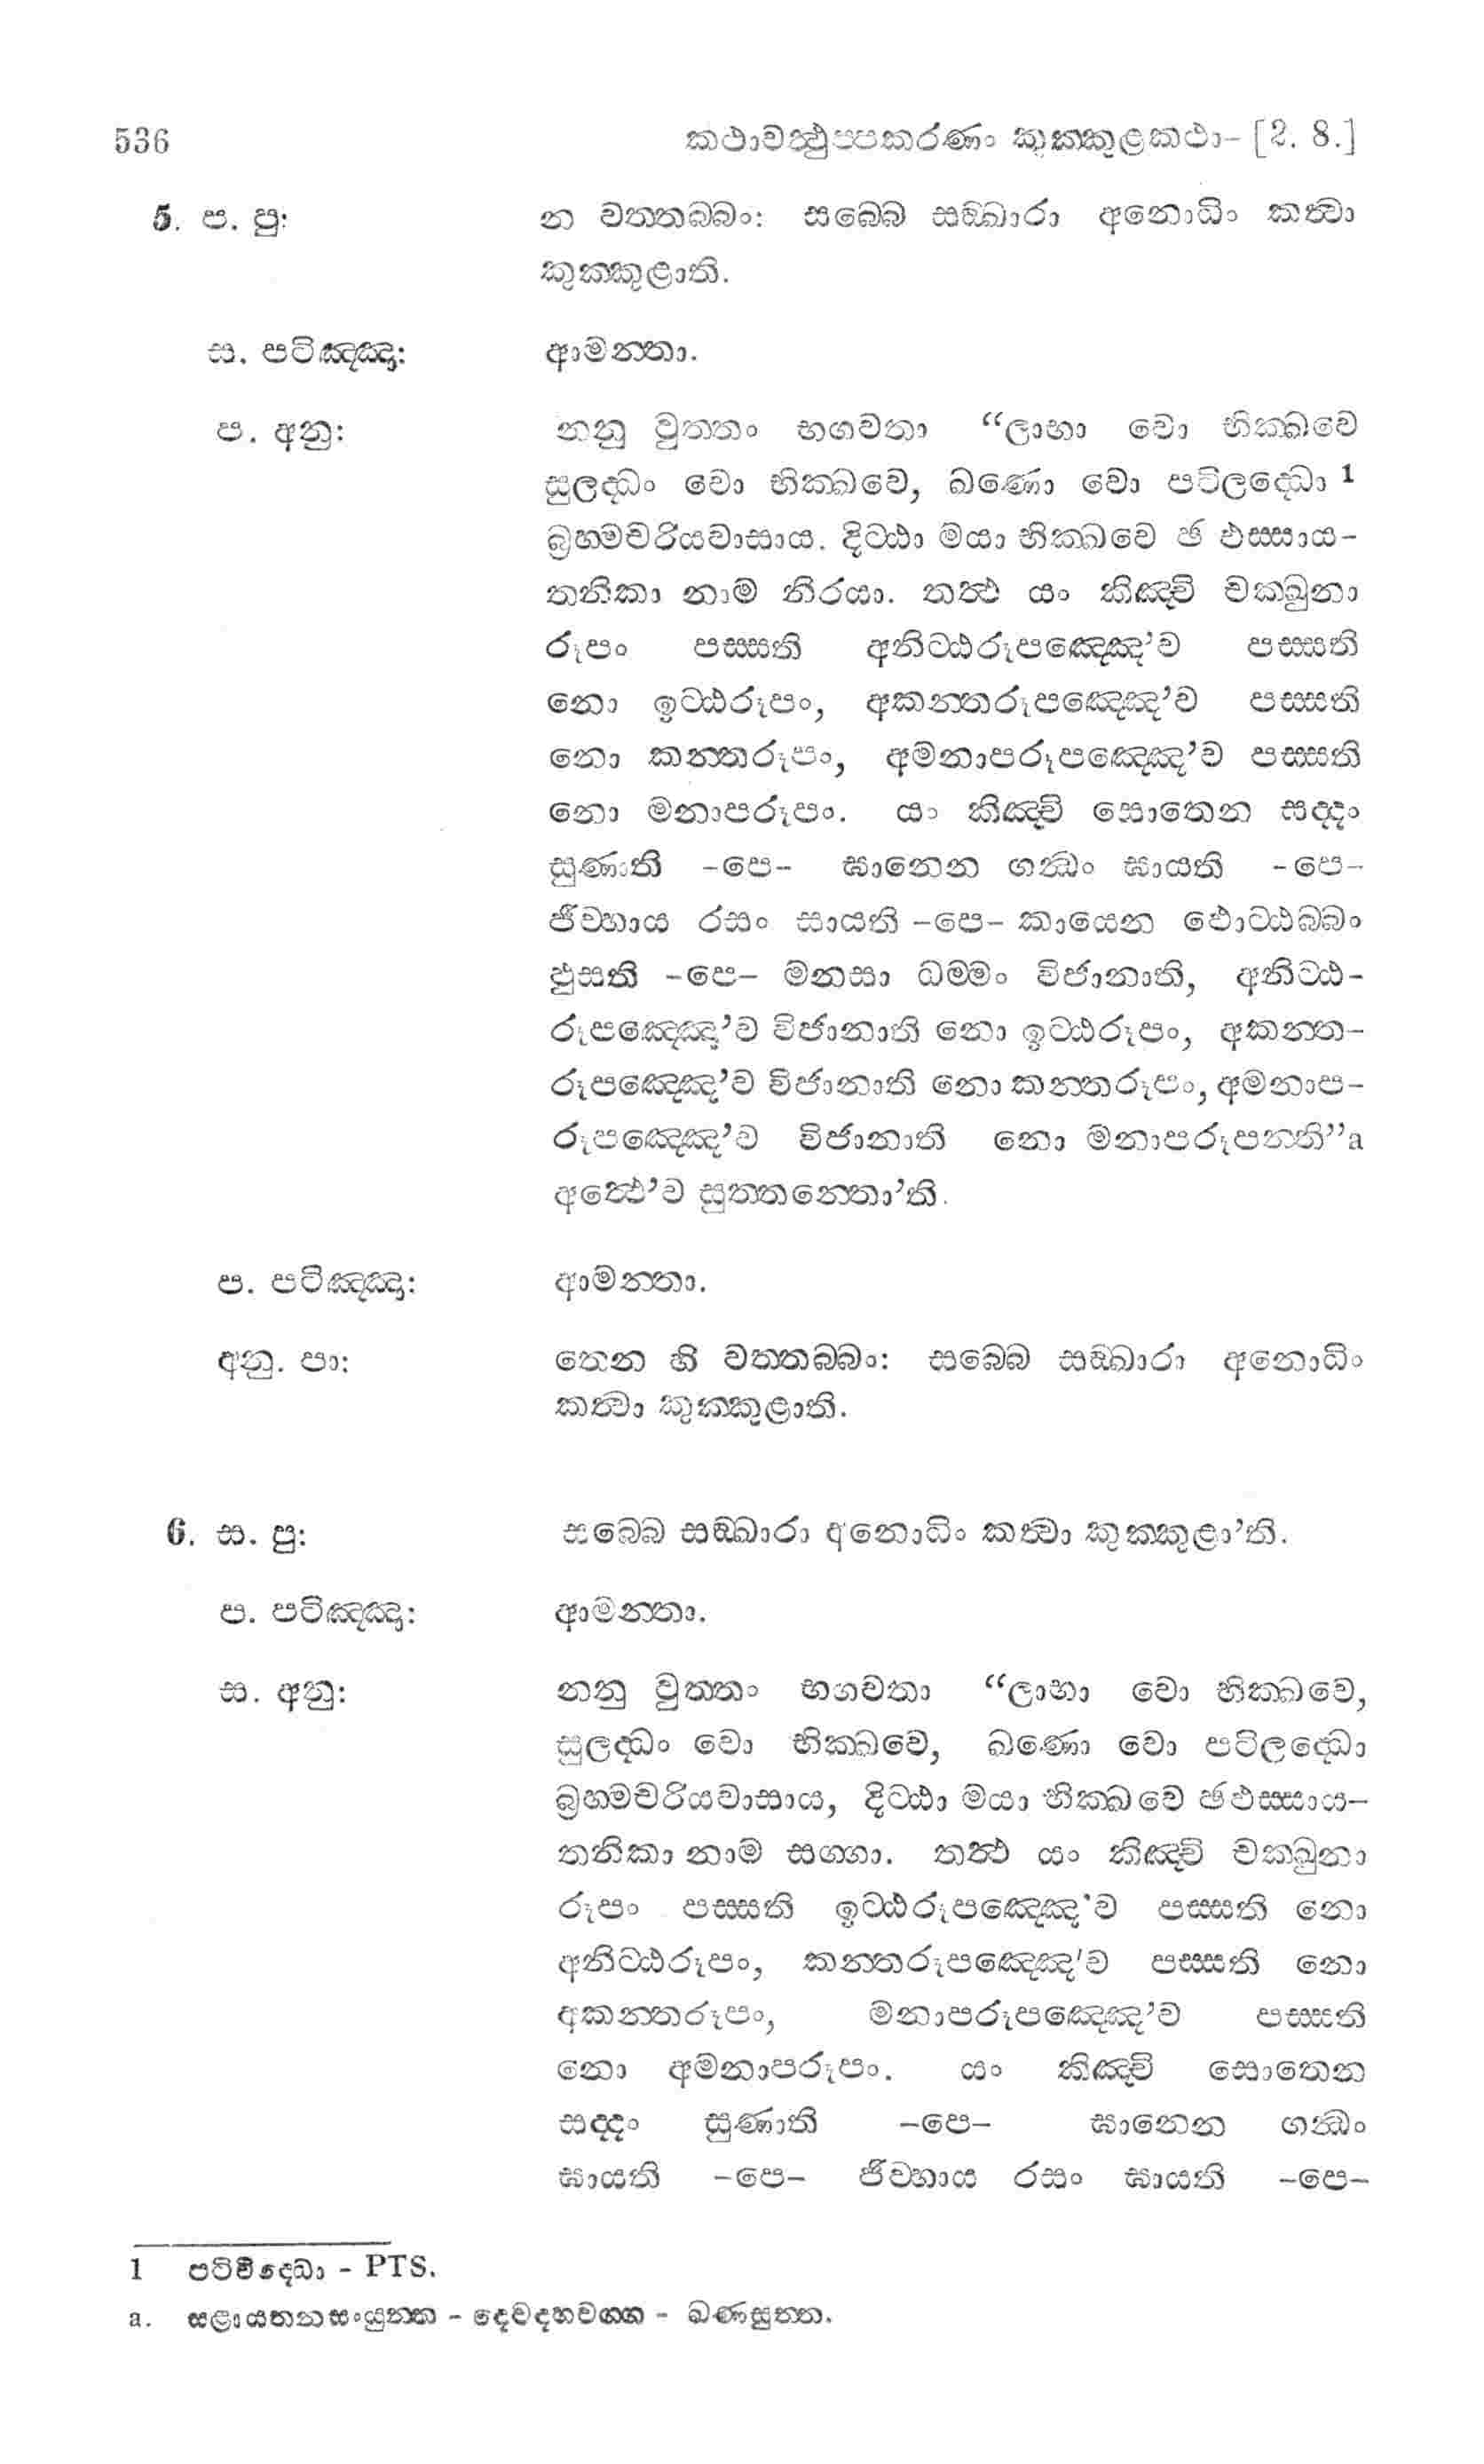 536 කථාවත්‍ථුප්පකරණං කුක්කුළකථා– [2. 8.]
5. ප. පු: න වත්තබ්බං: සබ්බෙ සඞ්ඛාරා අනොධිං කත්‍වා
කුක්කුළාති.
ස. පටිඤ්ඤා: ආමන්තා.
ප. අනු: නනු වුත්තං භගවතා “ලාභා වො භික්ඛවෙ
සුලද්ධං වො භික්ඛවෙ, ඛණො වො පටිලද්ධො 1
බ්‍රහ්මචරියවාසාය. දිට්ඨා මයා භික්ඛවෙ ඡ ඵස්සාය–
තනිකා නාම නිරයා. තත්‍ථ යං කිඤ්චි චක්ඛුනා
රූපං පස්සති අනිට්ඨරූපඤ්ඤෙ’ව පස්සති
නො ඉට්ඨරූපං, අකන්තරූපඤ්ඤෙ’ව පස්සති
නො කන්තරූපං, අමනාපරූපඤ්ඤෙ’ව පස්සති
නො මනාපරූපං. යං කිඤ්චි සොතෙන සද්දං
සුණාති –පෙ– ඝානෙන ගන්‍ධං ඝායති –පෙ–
ජිව්හාය රසං සායති –පෙ– කායෙන ඵොට්ඨබ්බං
ඵුසති –පෙ– මනසා ධම්මං විජානාති, අනිට්ඨ–
රූපඤ්ඤෙ’ව විජානාති නො ඉට්ඨරූපං, අකන්ත–
රූපඤ්ඤෙ’ව විජානාති නො කන්තරූපං, අමනාප–
රූපඤ්ඤෙ’ව විජානාති නො මනාපරූපන්ති”a
අත්‍ථෙ’ව සුත්තන්තො’ති.
ප. පටිඤ්ඤා: ආමන්තා.
අනු. පා: තෙන හි වත්තබ්බං: සබ්බෙ සඞ්ඛාරා අනොධිං
කත්‍වා කුක්කුළාති.
6. ස. පු: සබ්බෙ සඞ්ඛාරා අනොධිං කත්‍වා කුක්කුළා’ති.
ප. පටිඤ්ඤා: ආමන්තා.
ස. අනු: නනු වුත්තං භගවතා “ලාභා වො භික්ඛවෙ,
සුලද්ධං වො භික්ඛවෙ, ඛණො වො පටිලද්ධො
බ්‍රහ්මචරියවාසාය, දිට්ඨා මයා භික්ඛවෙ ඡඵස්සාය–
තනිකා නාම සග්ගා. තත්‍ථ යං කිඤ්චි චක්ඛුනා
රූපං පස්සති ඉට්ඨරූපඤ්ඤෙ’ව පස්සති නො
අනිට්ඨරූපං, කන්තරූපඤ්ඤෙ’ව පස්සති නො
අකන්තරූපං, මනාපරූපඤ්ඤෙ’ව පස්සති
නො අමනාපරූපං. යං කිඤ්චි සොතෙන
සද්දං සුණාති –පෙ– ඝානෙන ගන්‍ධං
ඝායති –පෙ– ජිව්හාය රසං ඝායති –පෙ–
1 පටිවිද්ධො - PTS.
a. සළායතනසංයුත්ත - දෙවදහවග්ග - ඛණසුත්ත.